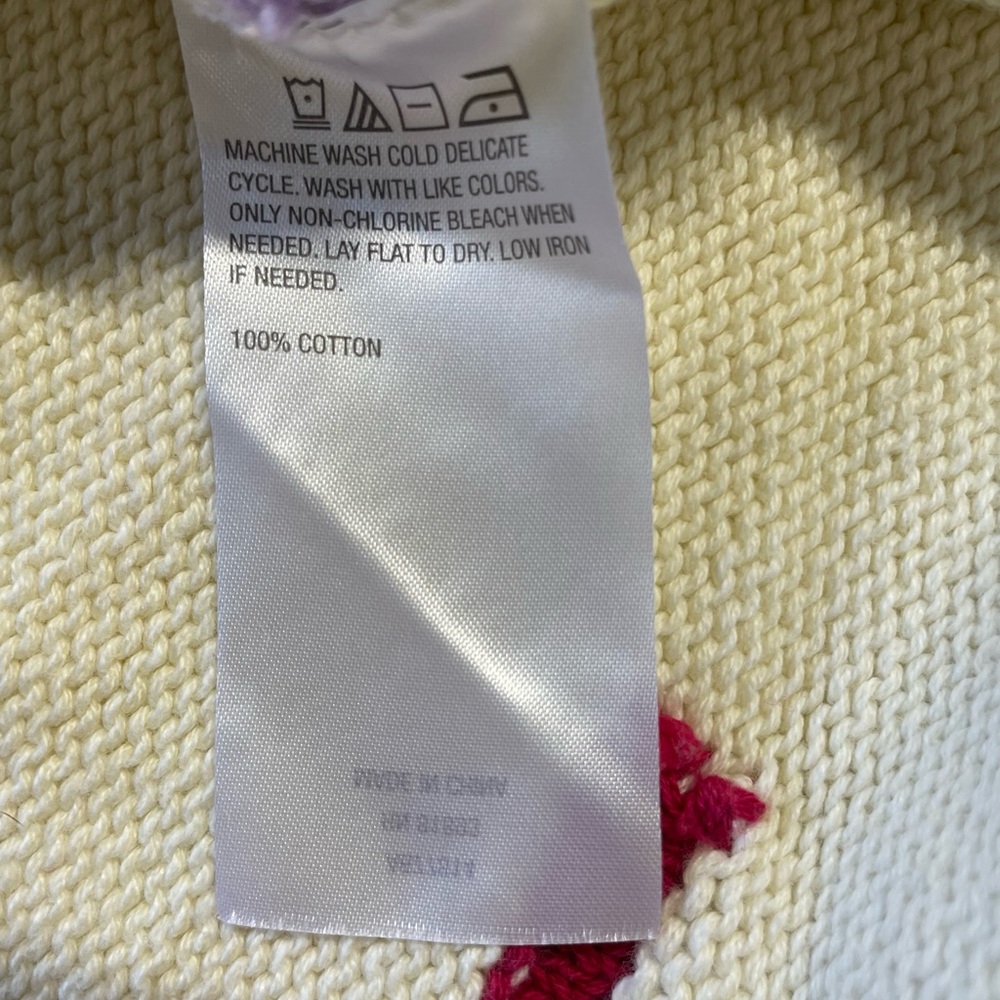 MACHINE WASH COLD DELICATE
CYCLE. WASH WITH LIKE COLORS.
ONLY NON-CHLORINE BLEACH WHEN
NEEDED. LAY FLAT TO DRY. LOW IRON
IF NEEDED.
100% COTTON
MADE IN CHINA